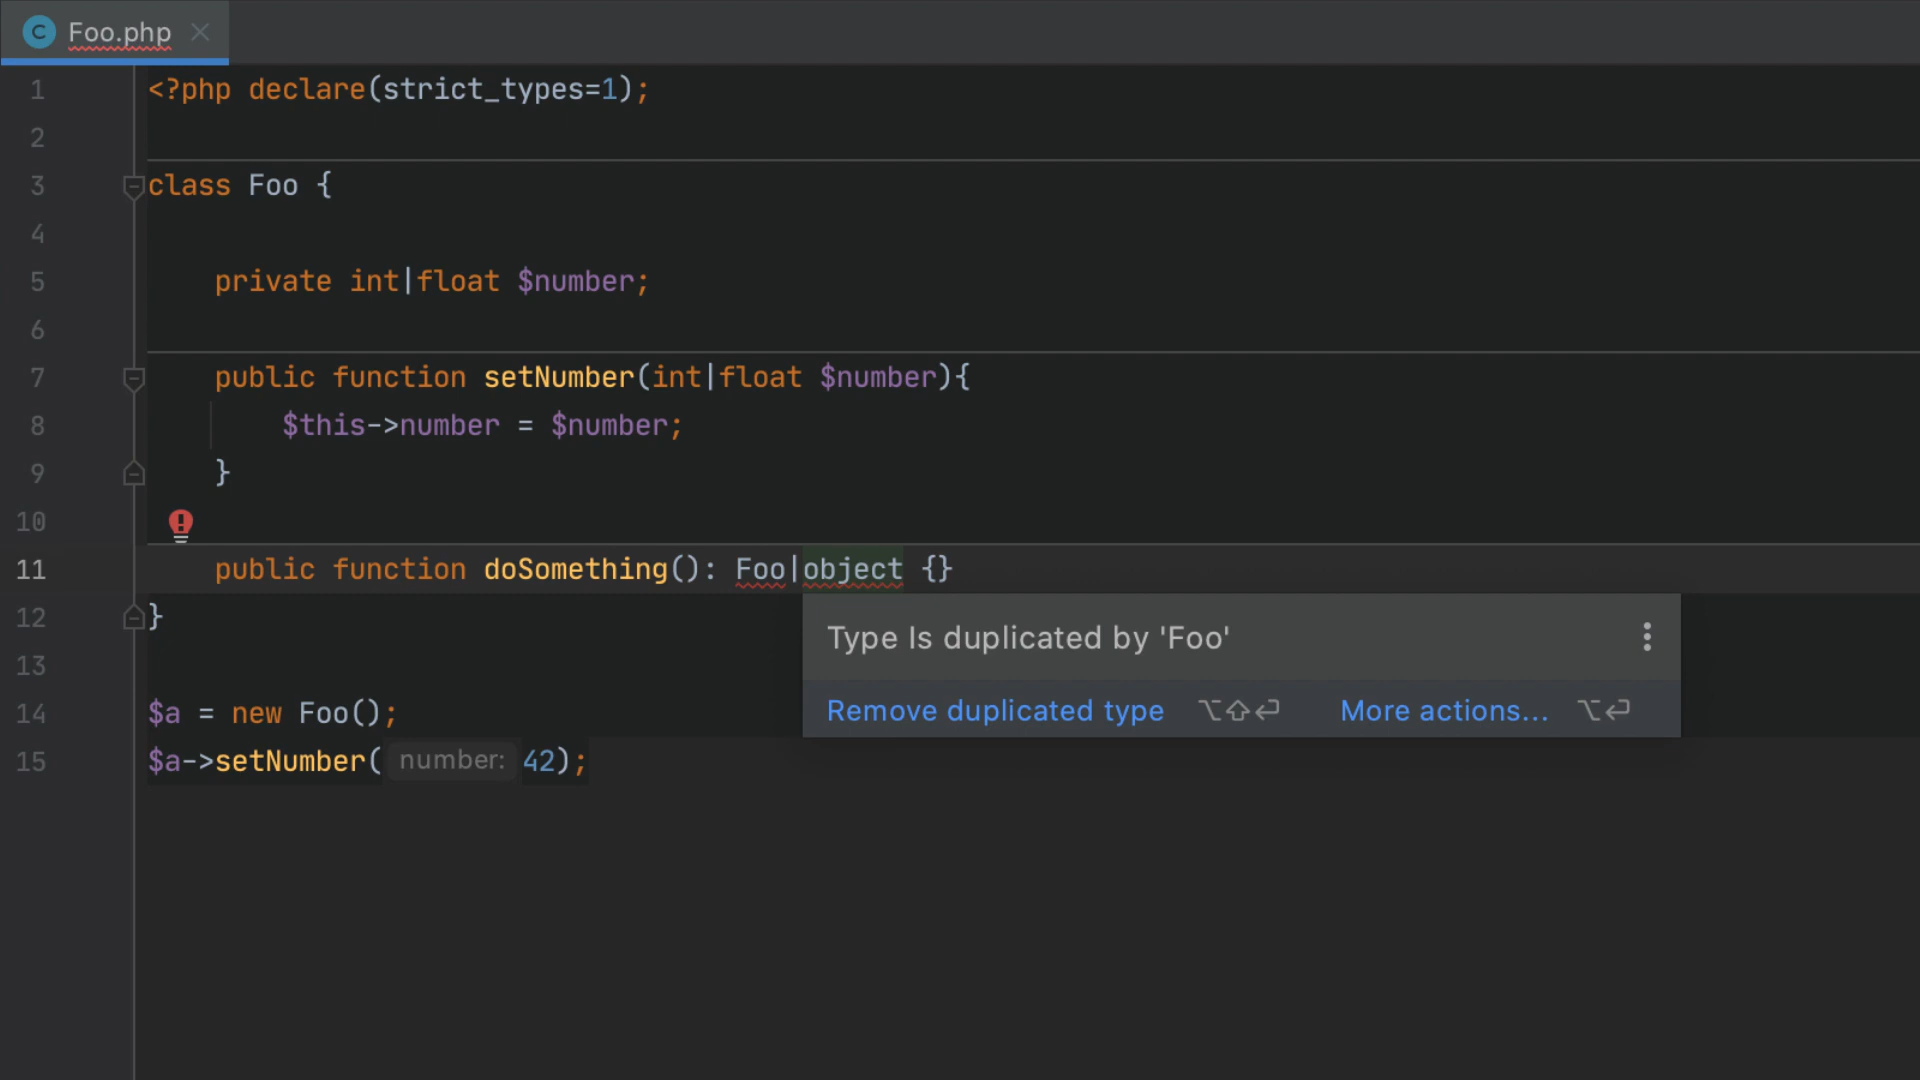 C Foo.php
1 <?php declare(strict_types=1);
2
3 class Foo {
4
5 private int|float $number;
6
7 public function setNumber(int|float $number){
8 $this->number = $number;
9 }
10
11 public function doSomething(): Foo|object {}
12 }
Type Is duplicated by 'Foo'
13
Remove duplicated type ⌥⇧⏎ More actions... ⌥⏎
14 $a = new Foo();
15 $a->setNumber( number: 42);